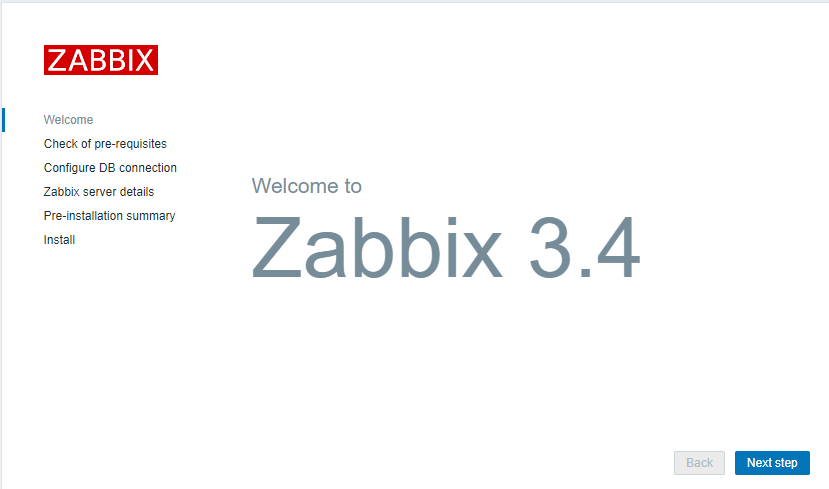 ZABBIX
Welcome
Check of pre-requisites
Configure DB connection
Zabbix server details
Pre-installation summary
Install
Welcome to
Zabbix 3.4
Back
Next step